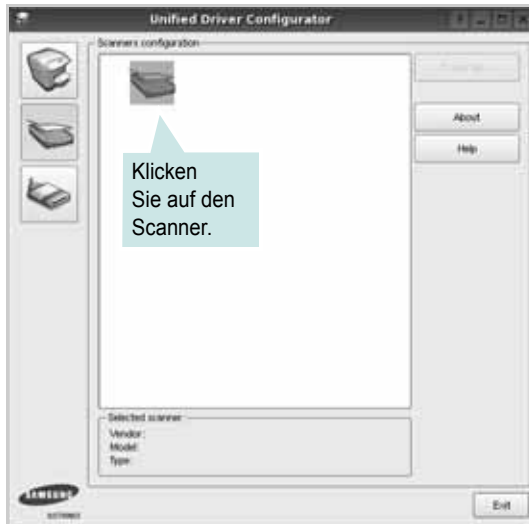 Unified Driver Configurator
Scanners configuration
About
Help
Klicken
Sie auf den
Scanner.
Selected scanner
Vendor:
Model:
Type:
SAMSUNG
ELECTRONICS
Exit